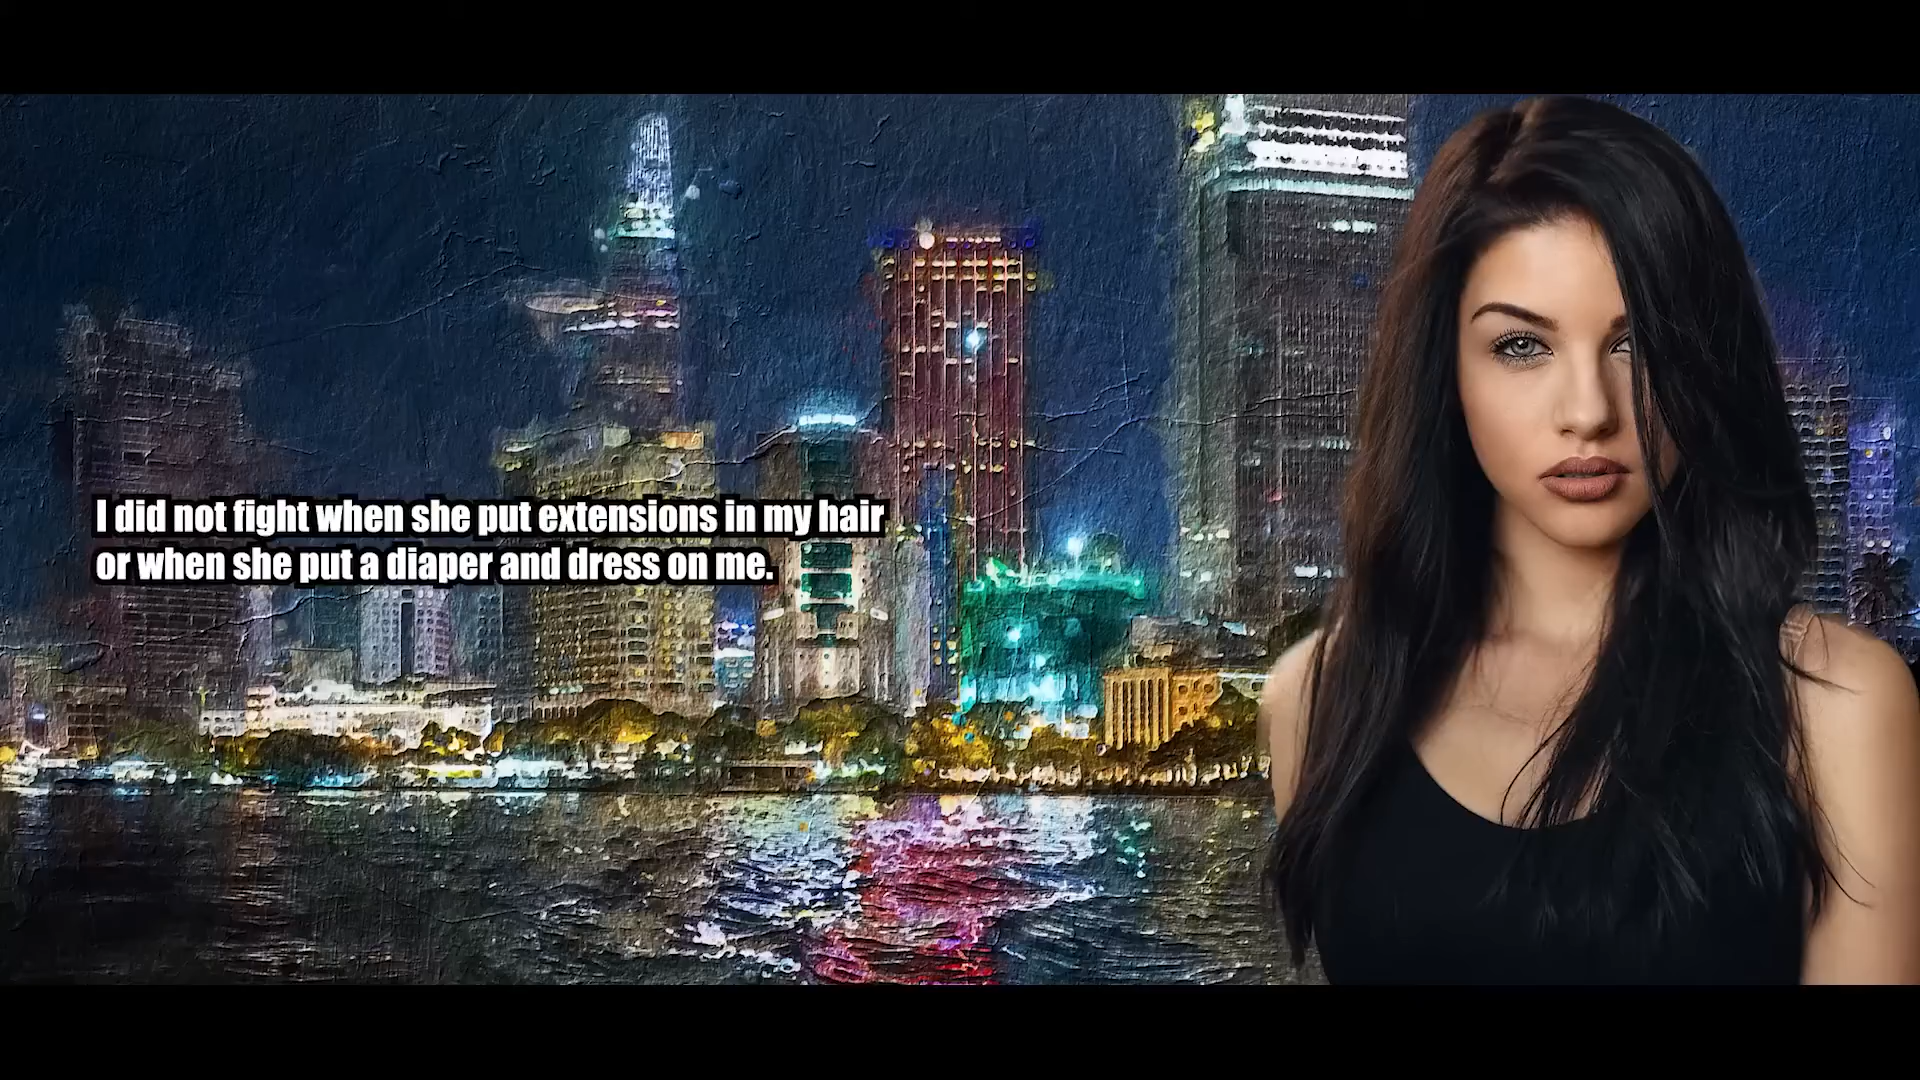 I did not fight when she put extensions in my hair
or when she put a diaper and dress on me.